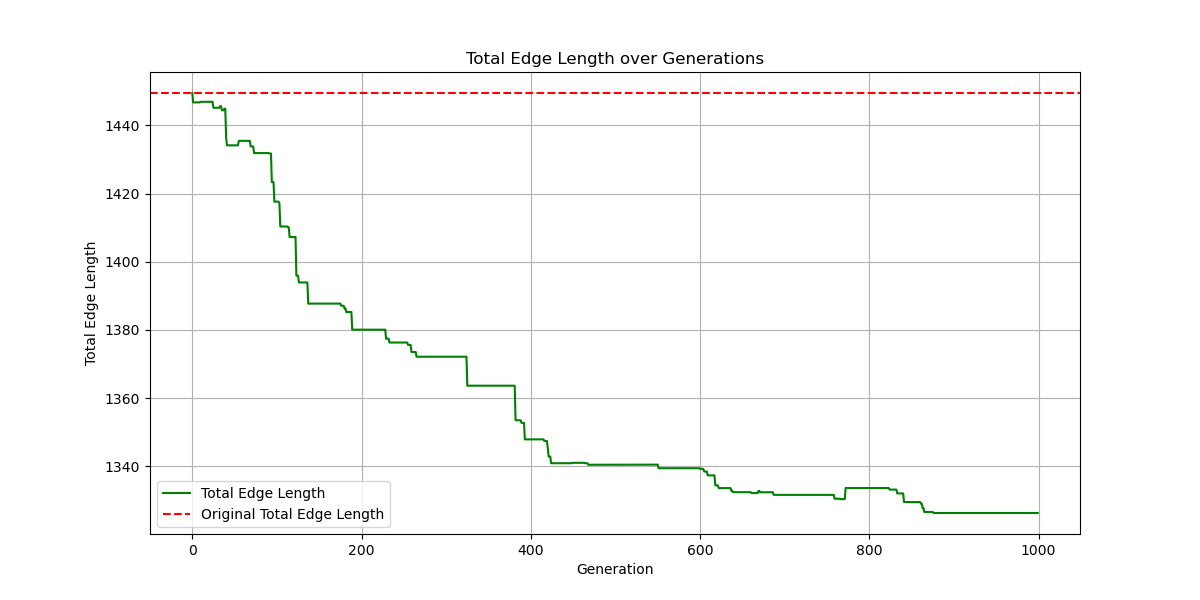 Total Edge Length over Generations
Total Edge Length
1440
1420
1400
1380
1360
1340
Total Edge Length
Original Total Edge Length
0 200 400 600 800 1000
Generation